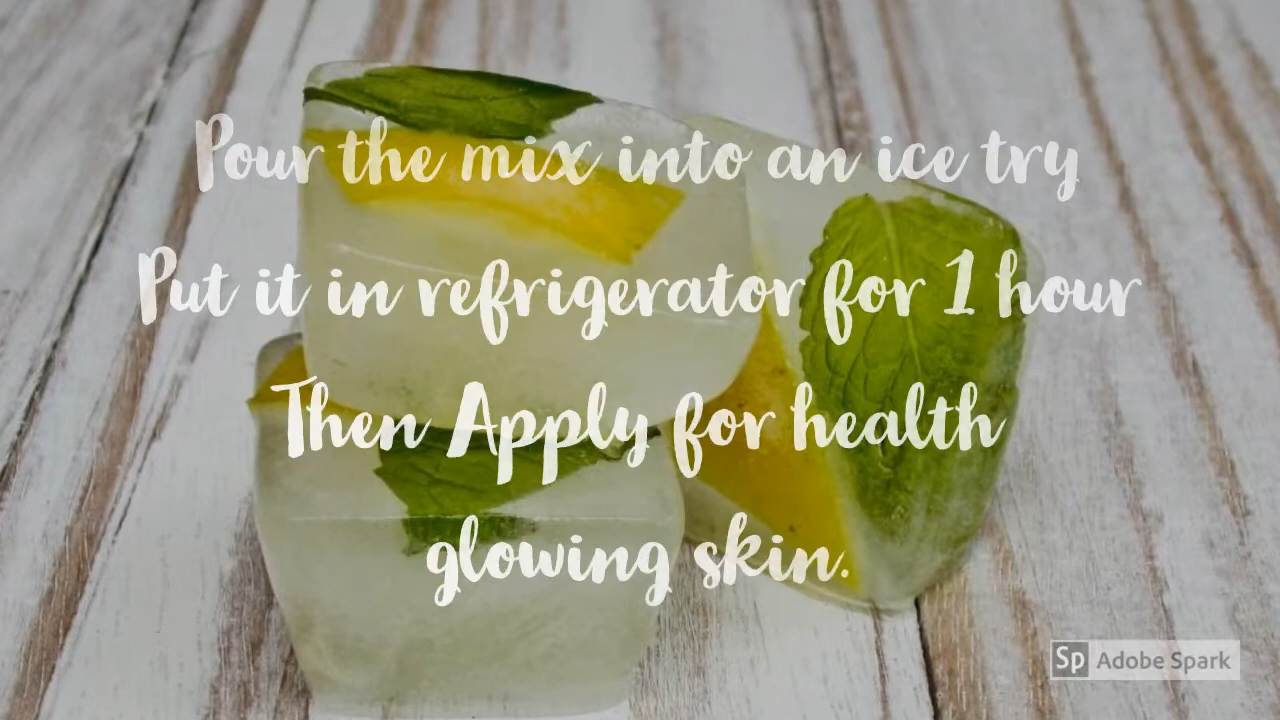 Pour the mix into an ice try
Put it in refrigerator for 1 hour
Then Apply for health
glowing skin.
Sp Adobe Spark